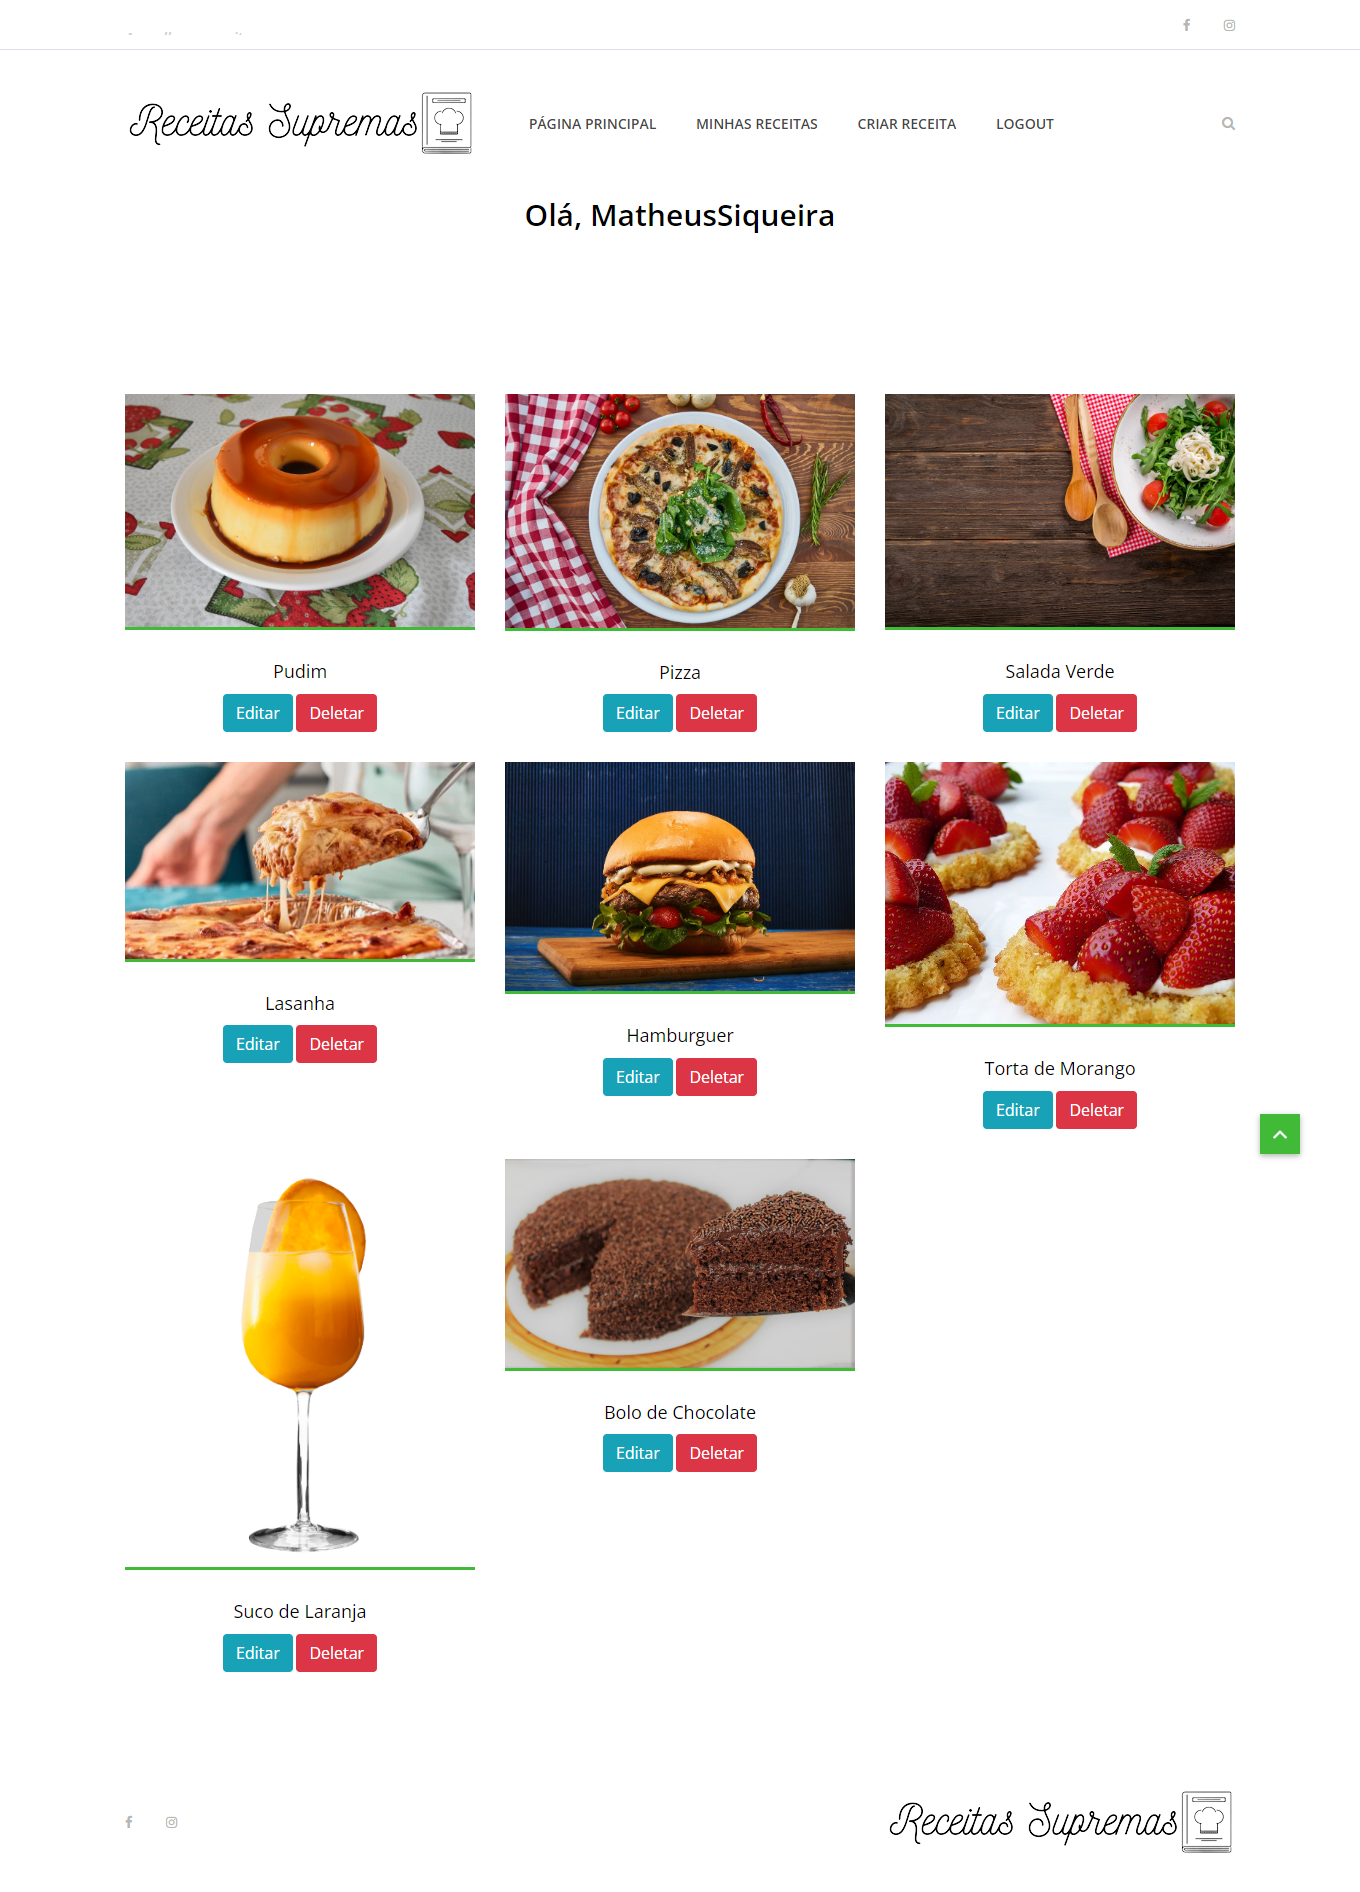 Receitas Supremas
PÁGINA PRINCIPAL
MINHAS RECEITAS
CRIAR RECEITA
LOGOUT
Olá, MatheusSiqueira
Pudim
Editar Deletar
Pizza
Editar Deletar
Salada Verde
Editar Deletar
Lasanha
Editar Deletar
Hamburguer
Editar Deletar
Torta de Morango
Editar Deletar
Suco de Laranja
Editar Deletar
Bolo de Chocolate
Editar Deletar
Receitas Supremas